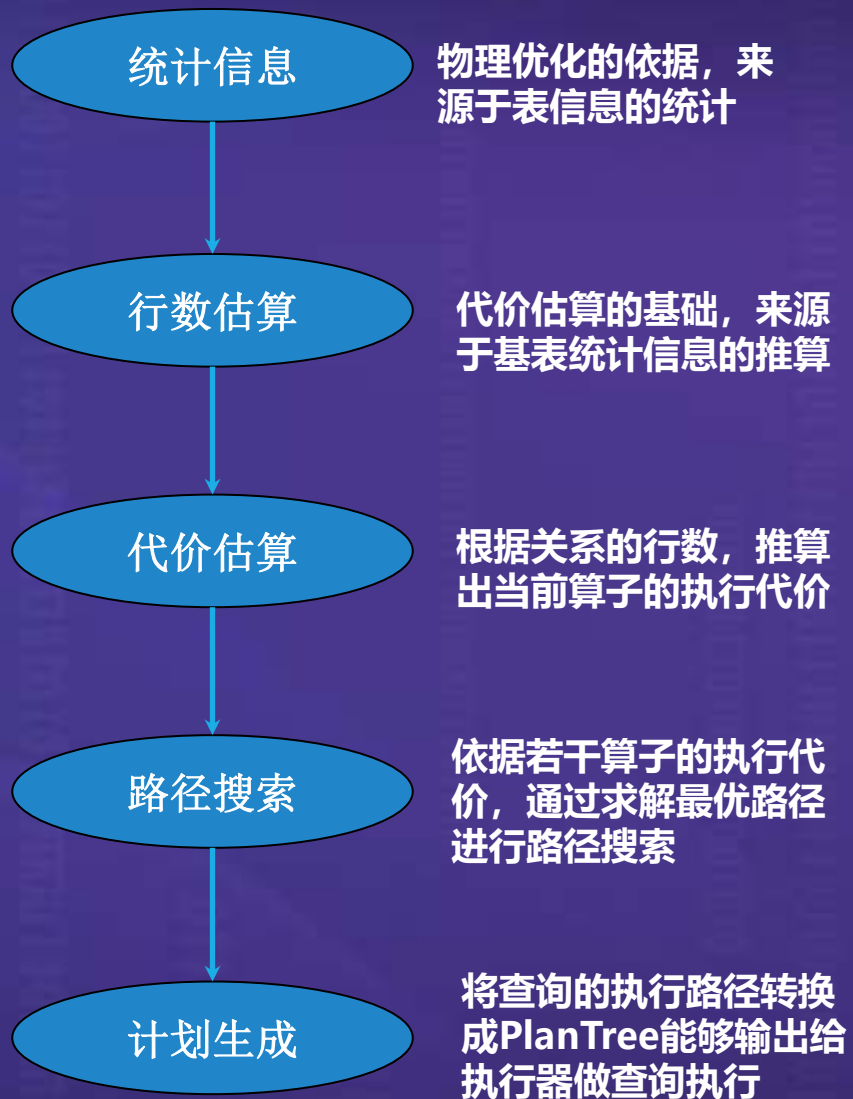 统计信息
物理优化的依据，来
源于表信息的统计
行数估算
代价估算的基础，来源
于基表统计信息的推算
代价估算
根据关系的行数，推算
出当前算子的执行代价
路径搜索
依据若干算子的执行代
价，通过求解最优路径
进行路径搜索
计划生成
将查询的执行路径转换
成PlanTree能够输出给
执行器做查询执行